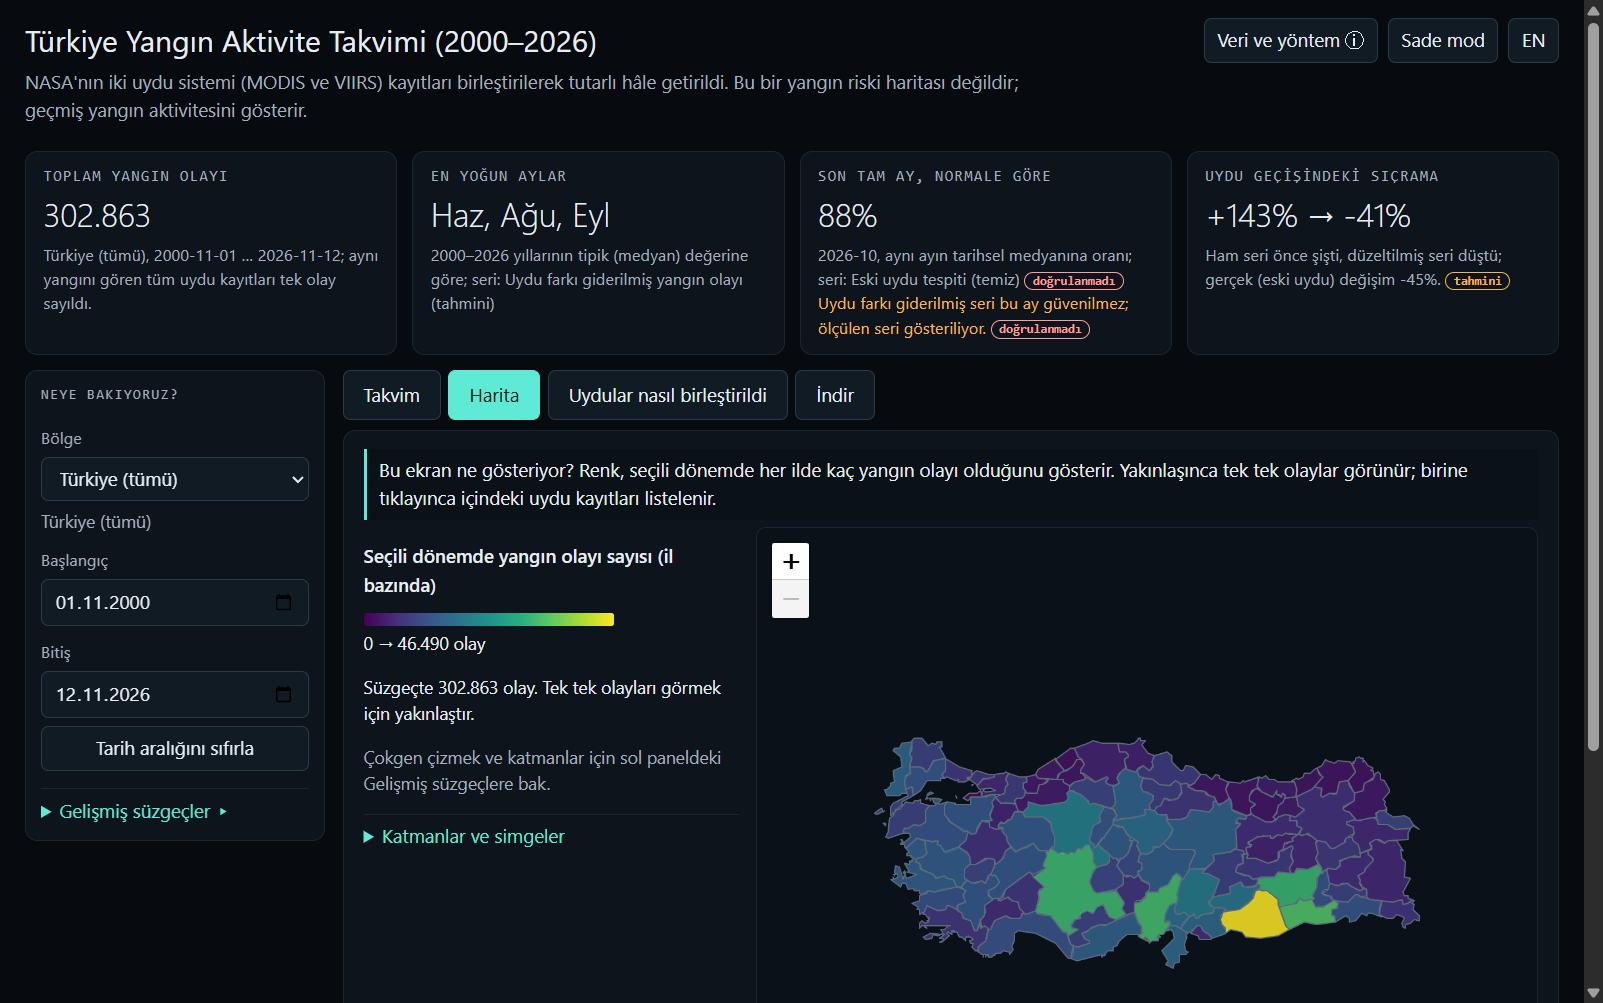 Türkiye Yangın Aktivite Takvimi (2000–2026)
NASA'nın iki uydu sistemi (MODIS ve VIIRS) kayıtları birleştirilerek tutarlı hâle getirildi. Bu bir yangın riski haritası değildir;
geçmiş yangın aktivitesini gösterir.
Veri ve yöntem ⓘ
Sade mod
EN
TOPLAM YANGIN OLAYI
302.863
Türkiye (tümü), 2000-11-01 … 2026-11-12; aynı
yangını gören tüm uydu kayıtları tek olay
sayıldı.
EN YOĞUN AYLAR
Haz, Ağu, Eyl
2000–2026 yıllarının tipik (medyan) değerine
göre; seri: Uydu farkı giderilmiş yangın olayı
(tahmini)
SON TAM AY, NORMALE GÖRE
88%
2026-10, aynı ayın tarihsel medyanına oranı;
seri: Eski uydu tespiti (temiz) doğrulanmadı
Uydu farkı giderilmiş seri bu ay güvenilmez;
ölçülen seri gösteriliyor. doğrulanmadı
UYDU GEÇİŞİNDEKİ SIÇRAMA
+143% → -41%
Ham seri önce şişti, düzeltilmiş seri düştü;
gerçek (eski uydu) değişim -45%. tahmini
NEYE BAKIYORUZ?
Bölge
Türkiye (tümü)
Türkiye (tümü)
Başlangıç
01.11.2000
Bitiş
12.11.2026
Tarih aralığını sıfırla
▶ Gelişmiş süzgeçler ▸
Takvim
Harita
Uydular nasıl birleştirildi
İndir
Bu ekran ne gösteriyor? Renk, seçili dönemde her ilde kaç yangın olayı olduğunu gösterir. Yakınlaşınca tek tek olaylar görünür; birine
tıklayınca içindeki uydu kayıtları listelenir.
Seçili dönemde yangın olayı sayısı (il
bazında)
0 → 46.490 olay
Süzgeçte 302.863 olay. Tek tek olayları görmek
için yakınlaştır.
Çokgen çizmek ve katmanlar için sol paneldeki
Gelişmiş süzgeçlere bak.
▶ Katmanlar ve simgeler
+
−